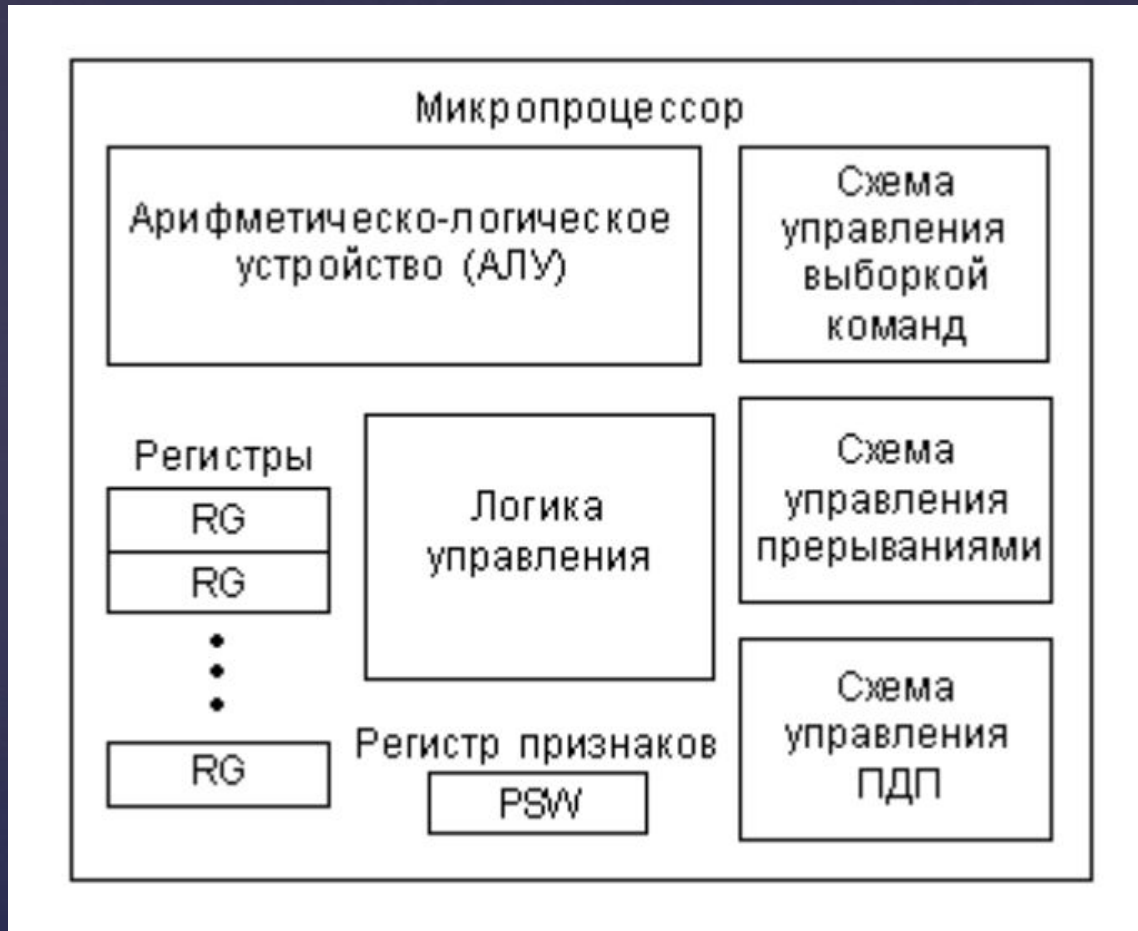 Микропроцессор
Арифметическо-логическое
устройство (АЛУ)
Схема
управления
выборкой
команд
Регистры
RG
RG
RG
Логика
управления
Схема
управления
прерываниями
Регистр признаков
PSW
Схема
управления
ПДП